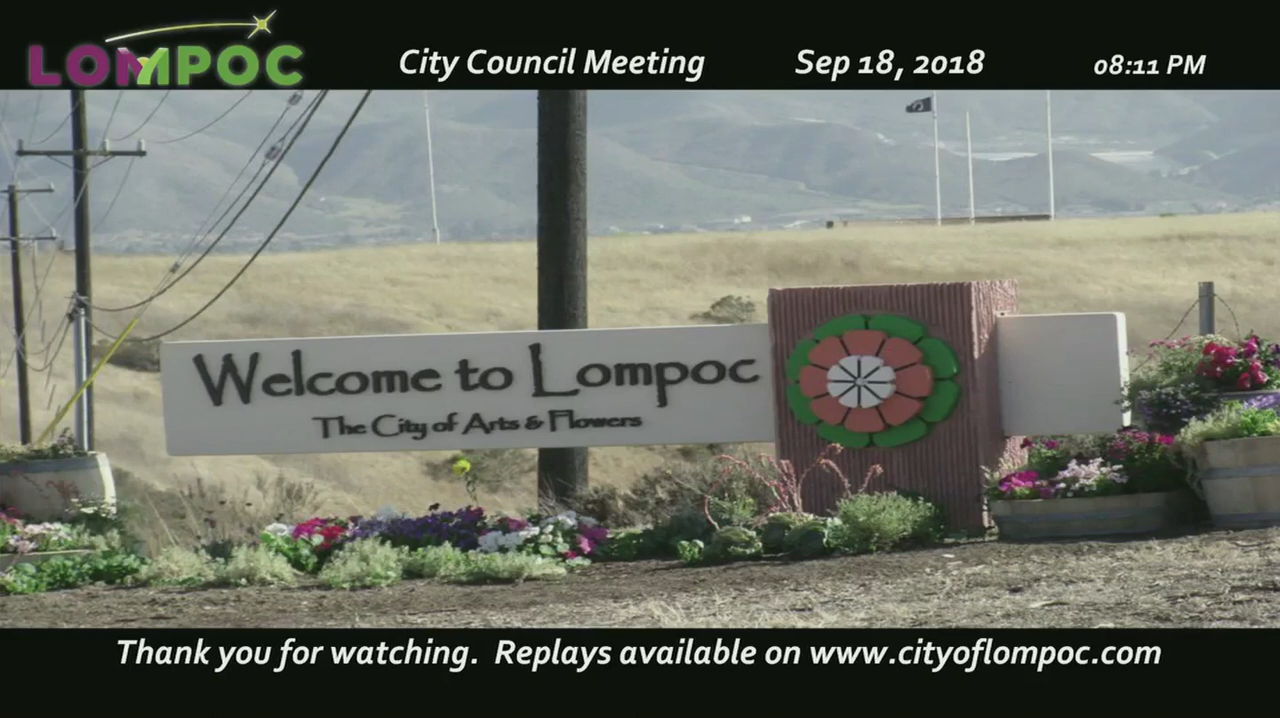 LOMPOC
City Council Meeting Sep 18, 2018 08:11 PM
Welcome to Lompoc
The City of Arts & Flowers
Thank you for watching. Replays available on www.cityoflompoc.com